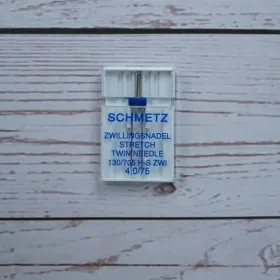 SCHMETZ
ZWILLINGSNADEL
STRETCH
TWIN NEEDLE
130/705 H-S ZWI
4,0/75